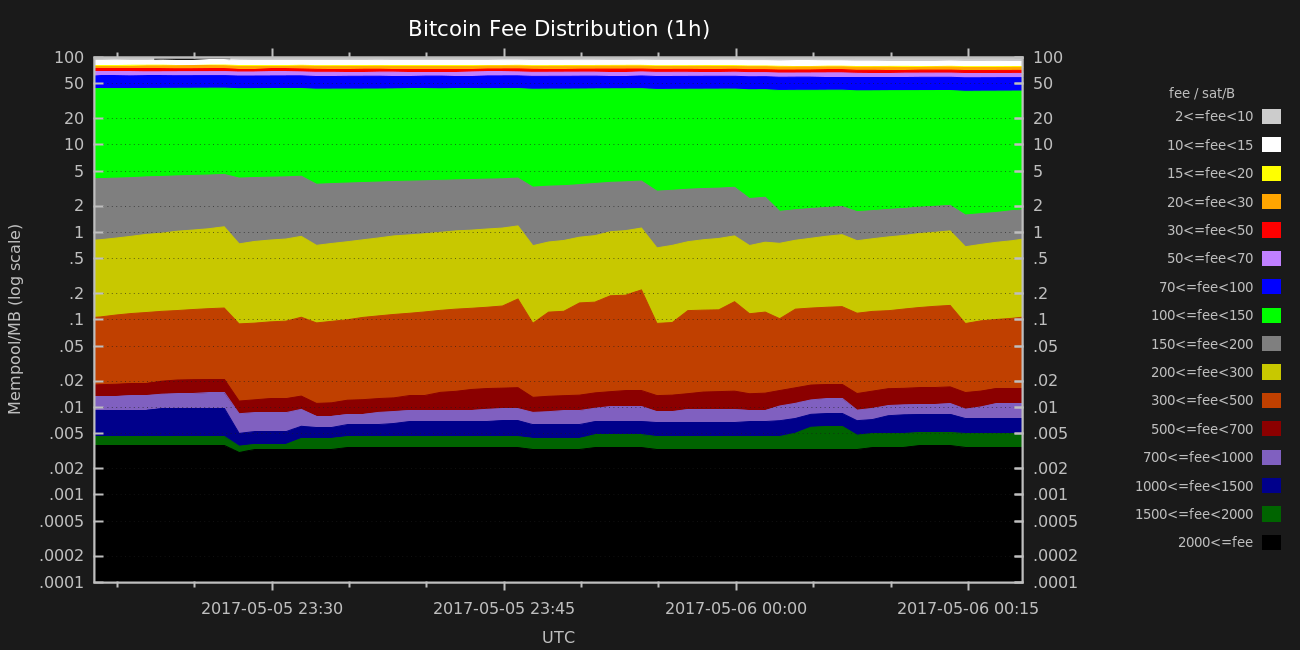 Bitcoin Fee Distribution (1h)
100
50
20
10
5
2
1
.5
.2
.1
.05
.02
.01
.005
.002
.001
.0005
.0002
.0001
Mempool/MB (log scale)
100
50
20
10
5
2
1
.5
.2
.1
.05
.02
.01
.005
.002
.001
.0005
.0002
.0001
fee / sat/B
2<=fee<10
10<=fee<15
15<=fee<20
20<=fee<30
30<=fee<50
50<=fee<70
70<=fee<100
100<=fee<150
150<=fee<200
200<=fee<300
300<=fee<500
500<=fee<700
700<=fee<1000
1000<=fee<1500
1500<=fee<2000
2000<=fee
2017-05-05 23:30
2017-05-05 23:45
2017-05-06 00:00
2017-05-06 00:15
UTC